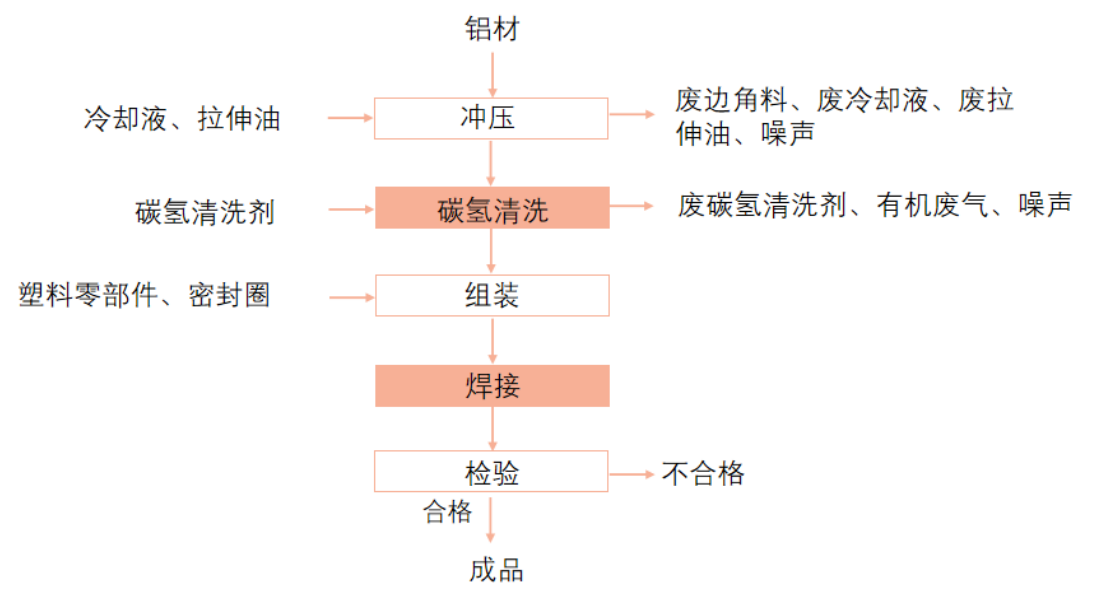 铝材
冷却液、拉伸油
冲压
废边角料、废冷却液、废拉
伸油、噪声
碳氢清洗剂
碳氢清洗
废碳氢清洗剂、有机废气、噪声
塑料零部件、密封圈
组装
焊接
检验
不合格
合格
成品